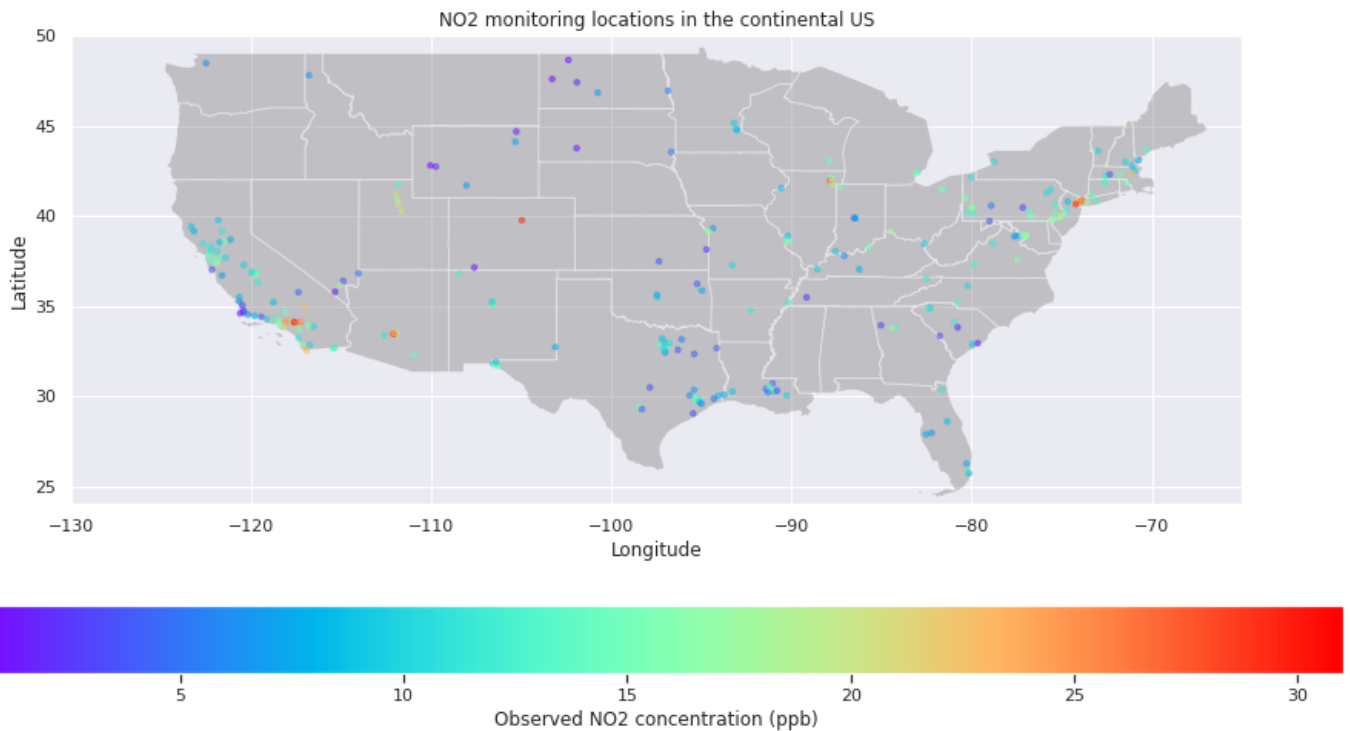 NO2 monitoring locations in the continental US
50
45
40
35
30
25
Latitude
−130 −120 −110 −100 −90 −80 −70
Longitude
5 10 15 20 25 30
Observed NO2 concentration (ppb)